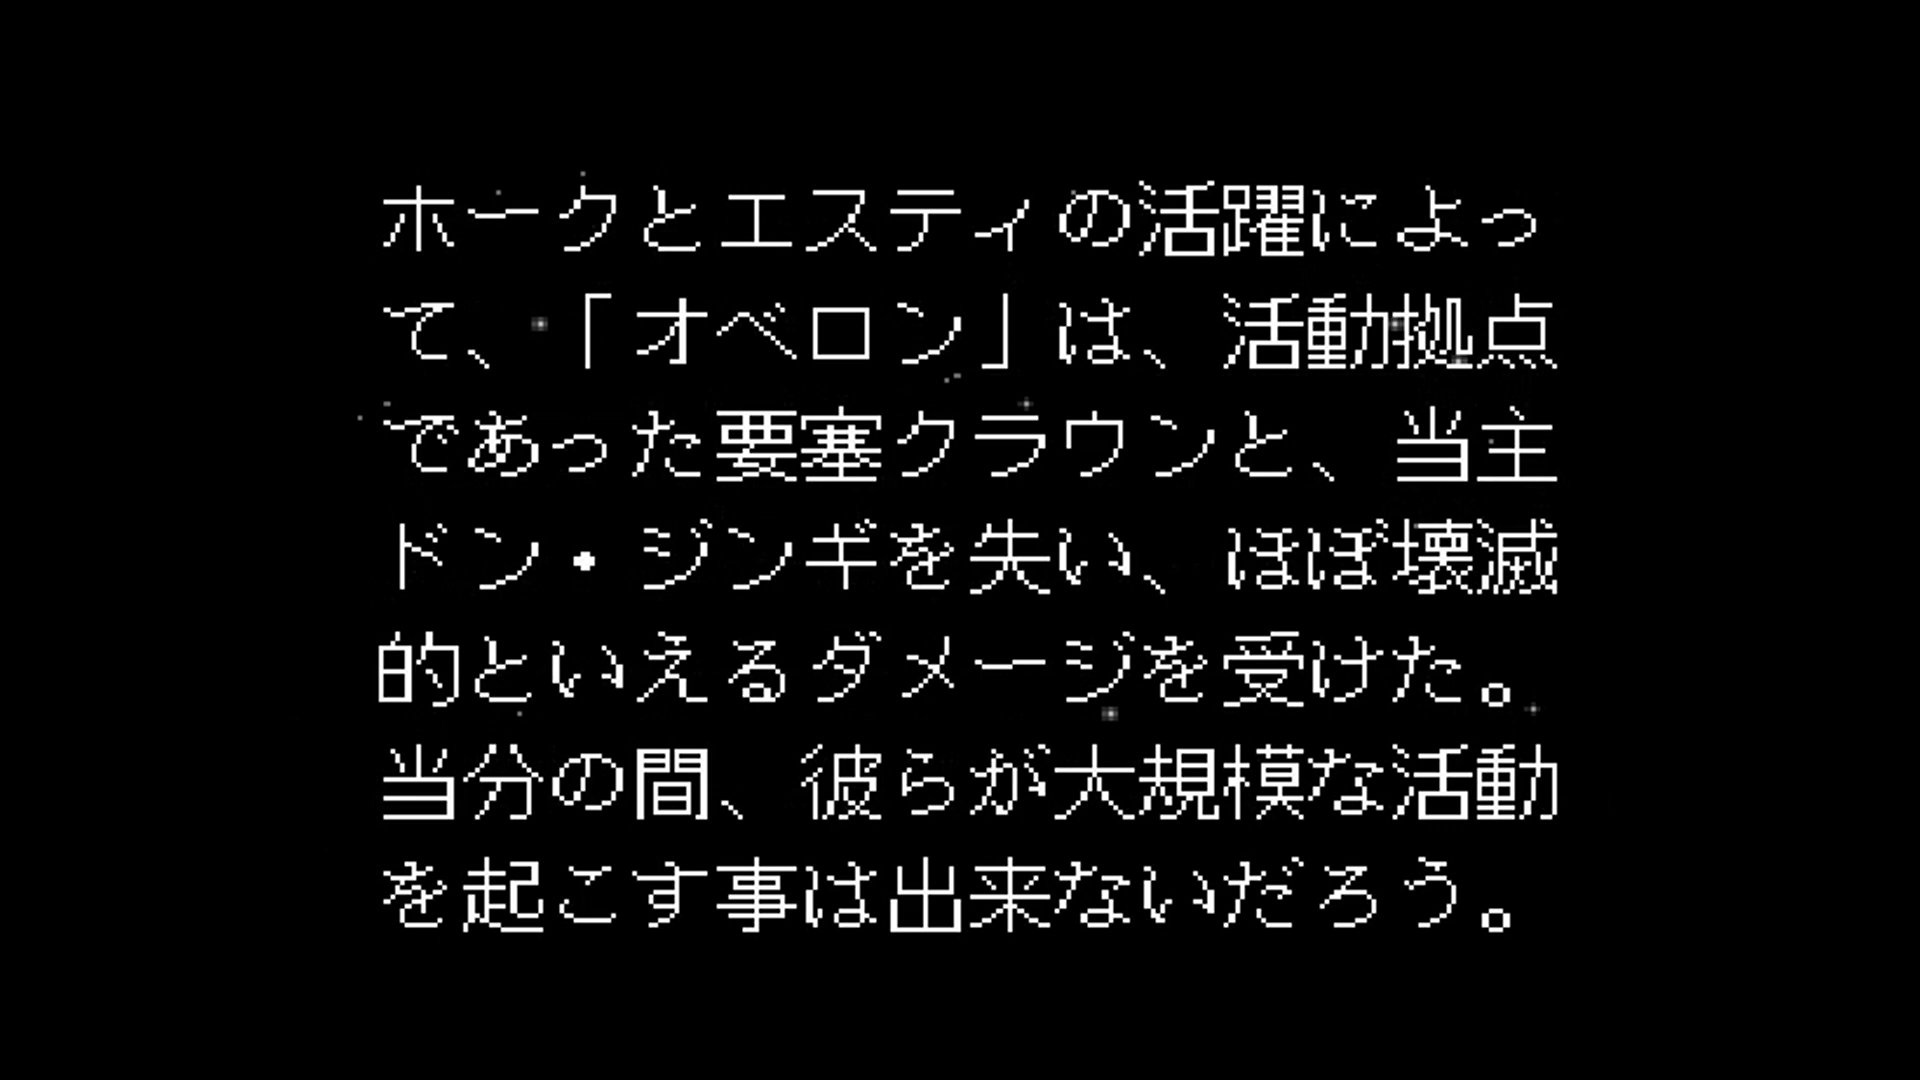 ホークとエスティの活躍によっ
て、「オベロン」は、活動拠点
であった要塞クラウンと、当主
ドン・ジンギを失い、ほぼ壊滅
的といえるダメージを受けた。
当分の間、彼らが大規模な活動
を起こす事は出来ないだろう。